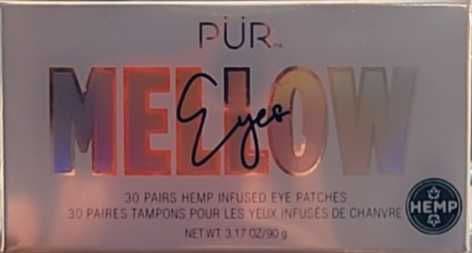 PÜR
MELLOW
Eyes
30 PAIRS HEMP INFUSED EYE PATCHES
30 PAIRES TAMPONS POUR LES YEUX INFUSÉS DE CHANVRE
HEMP
NET WT. 3.17 OZ/90 g